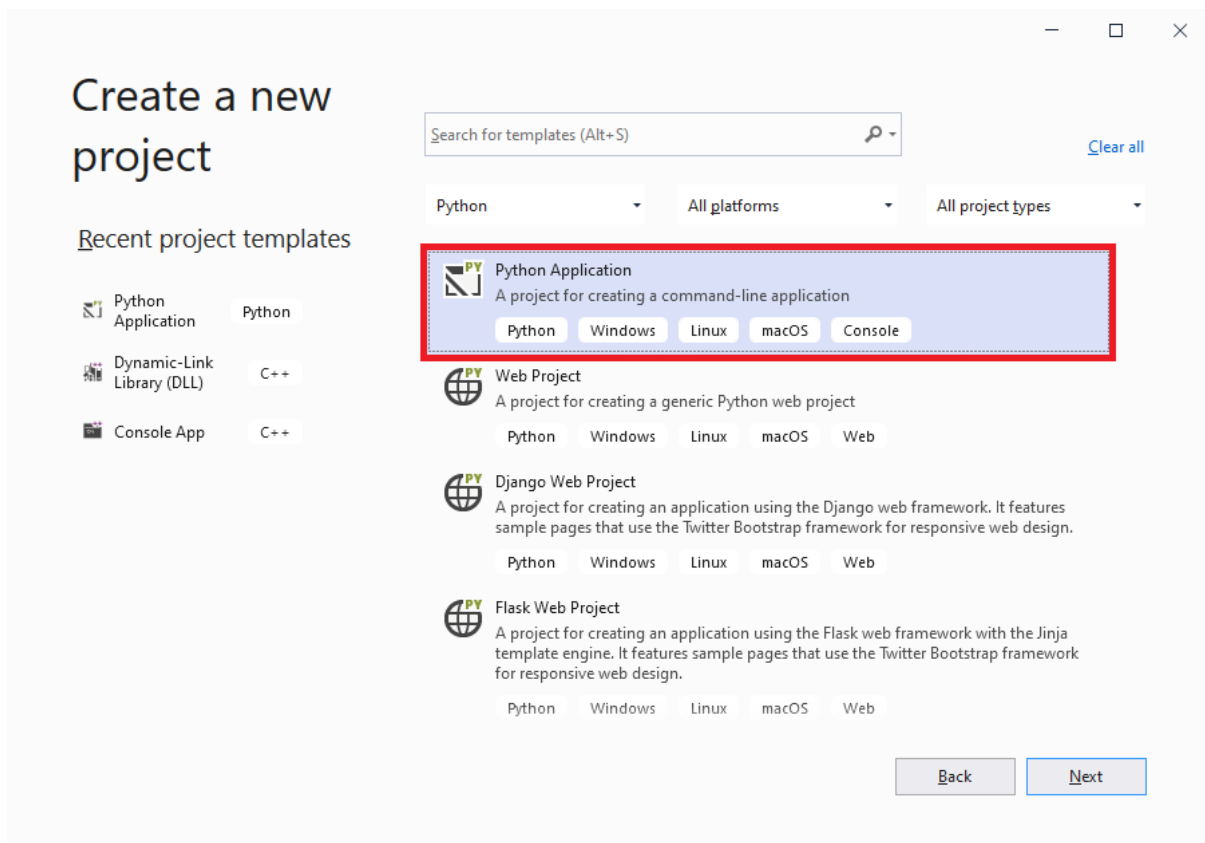 Create a new
project
Search for templates (Alt+S)
Clear all
Python
All platforms
All project types
Recent project templates
Python
Application
Python
Dynamic-Link
Library (DLL)
C++
Console App
C++
PY
Python Application
A project for creating a command-line application
Python Windows Linux macOS Console
PY
Web Project
A project for creating a generic Python web project
Python Windows Linux macOS Web
PY
Django Web Project
A project for creating an application using the Django web framework. It features
sample pages that use the Twitter Bootstrap framework for responsive web design.
Python Windows Linux macOS Web
PY
Flask Web Project
A project for creating an application using the Flask web framework with the Jinja
template engine. It features sample pages that use the Twitter Bootstrap framework
for responsive web design.
Python Windows Linux macOS Web
Back
Next